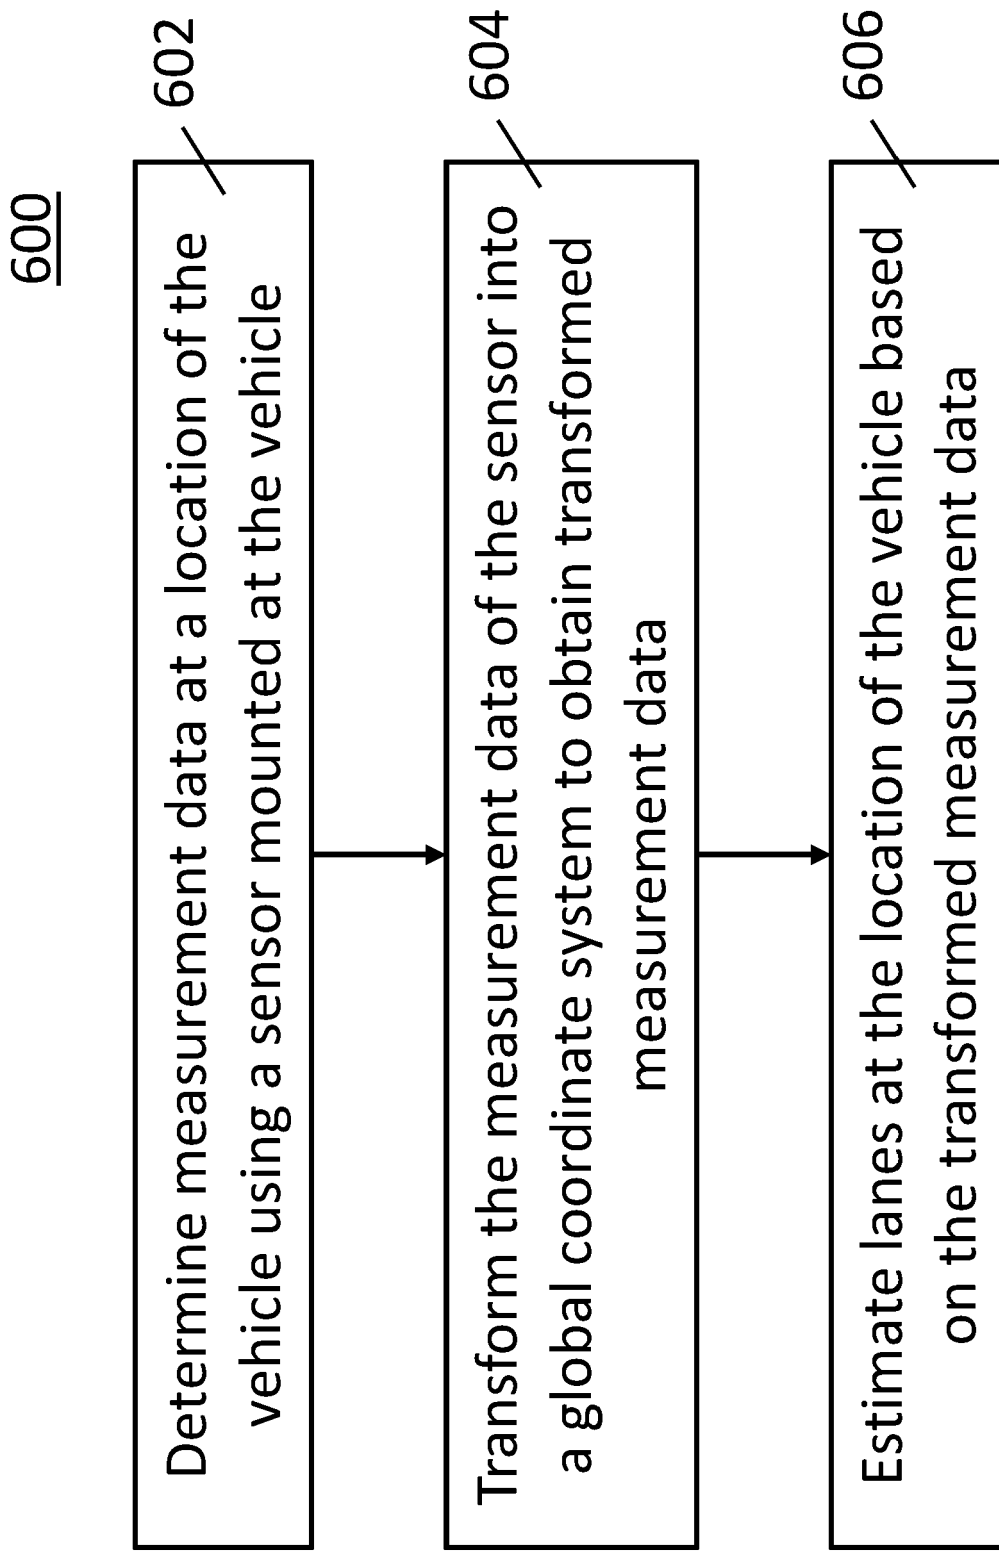 600
602
Determine measurement data at a location of the
vehicle using a sensor mounted at the vehicle
604
Transform the measurement data of the sensor into
a global coordinate system to obtain transformed
measurement data
606
Estimate lanes at the location of the vehicle based
on the transformed measurement data